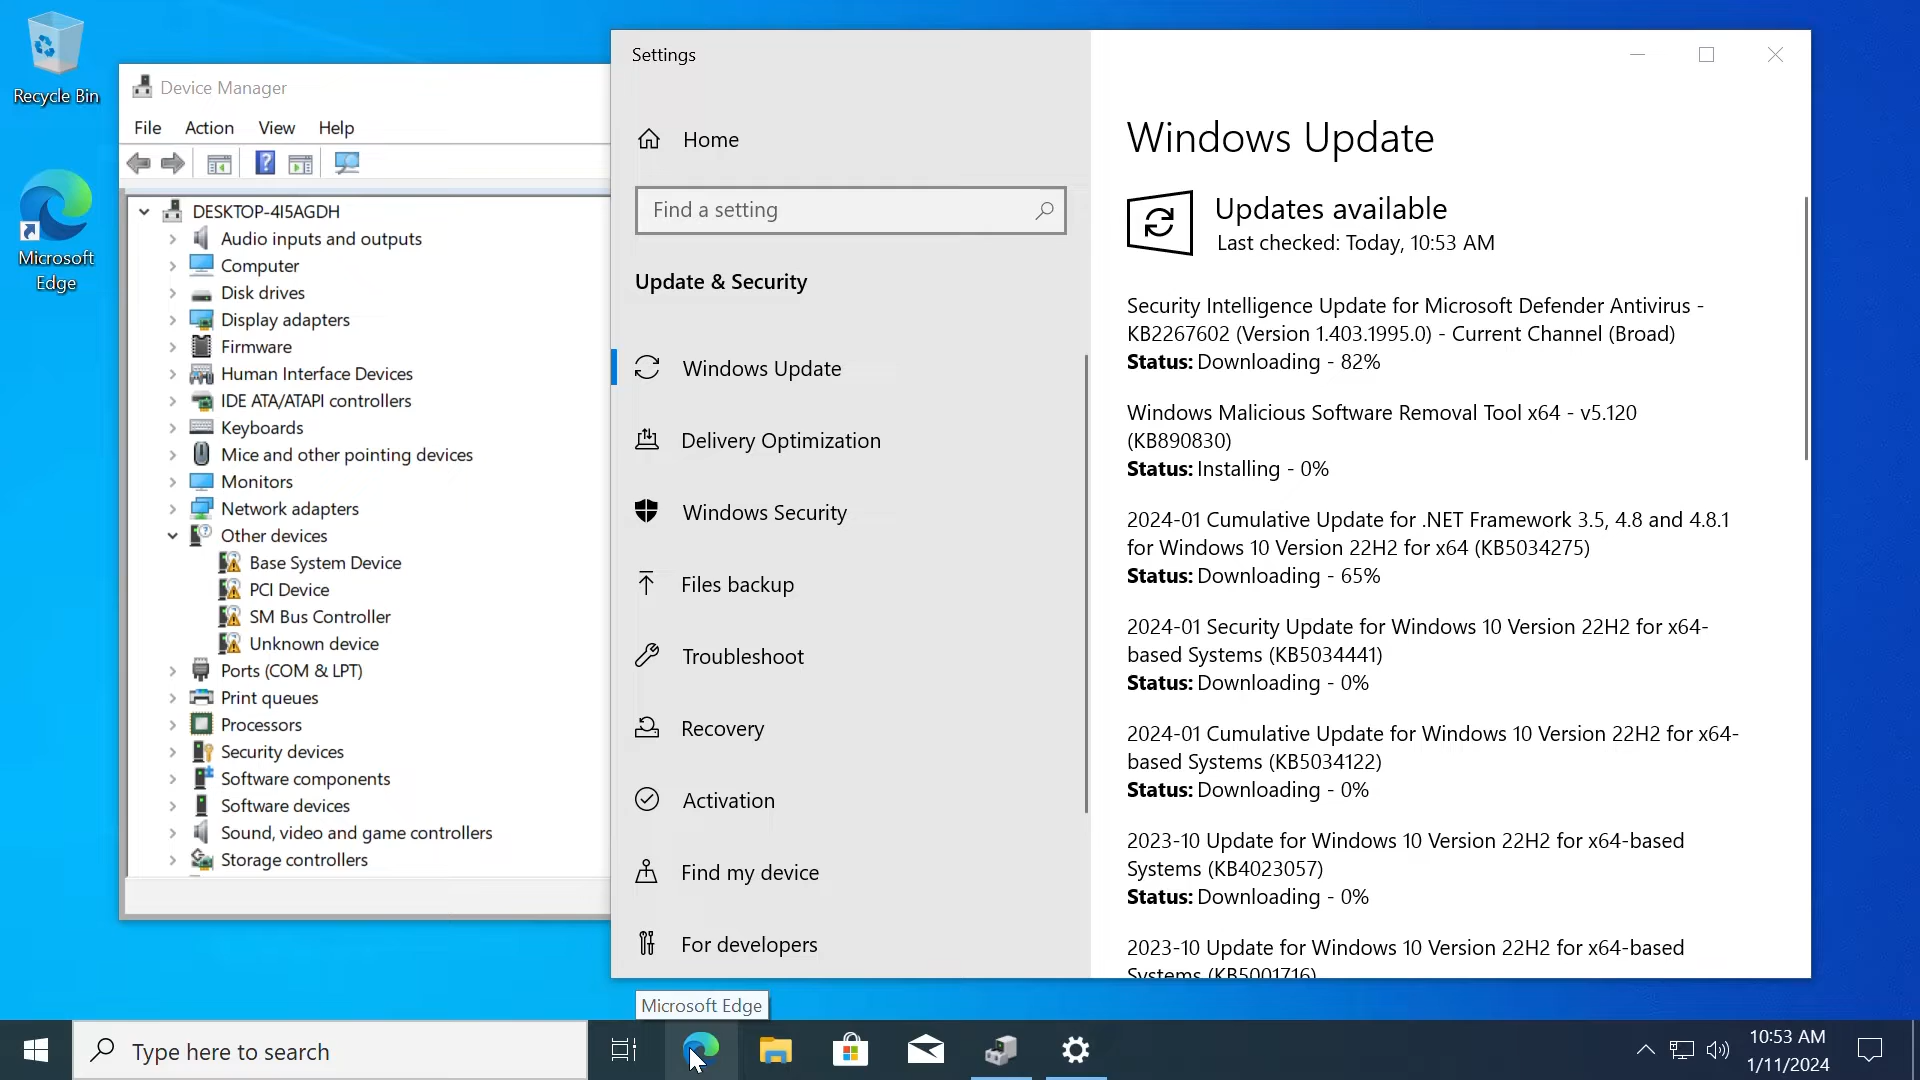 Recycle Bin
Microsoft
Edge
Device Manager
File Action View Help
DESKTOP-4I5AGDH
Audio inputs and outputs
Computer
Disk drives
Display adapters
Firmware
Human Interface Devices
IDE ATA/ATAPI controllers
Keyboards
Mice and other pointing devices
Monitors
Network adapters
Other devices
Base System Device
PCI Device
SM Bus Controller
Unknown device
Ports (COM & LPT)
Print queues
Processors
Security devices
Software components
Software devices
Sound, video and game controllers
Storage controllers
Settings
Home
Find a setting
Update & Security
Windows Update
Delivery Optimization
Windows Security
Files backup
Troubleshoot
Recovery
Activation
Find my device
For developers
Windows Update
Updates available
Last checked: Today, 10:53 AM
Security Intelligence Update for Microsoft Defender Antivirus -
KB2267602 (Version 1.403.1995.0) - Current Channel (Broad)
Status: Downloading - 82%
Windows Malicious Software Removal Tool x64 - v5.120
(KB890830)
Status: Installing - 0%
2024-01 Cumulative Update for .NET Framework 3.5, 4.8 and 4.8.1
for Windows 10 Version 22H2 for x64 (KB5034275)
Status: Downloading - 65%
2024-01 Security Update for Windows 10 Version 22H2 for x64-
based Systems (KB5034441)
Status: Downloading - 0%
2024-01 Cumulative Update for Windows 10 Version 22H2 for x64-
based Systems (KB5034122)
Status: Downloading - 0%
2023-10 Update for Windows 10 Version 22H2 for x64-based
Systems (KB4023057)
Status: Downloading - 0%
2023-10 Update for Windows 10 Version 22H2 for x64-based
Systems (KB5001716)
Microsoft Edge
Type here to search
10:53 AM
1/11/2024